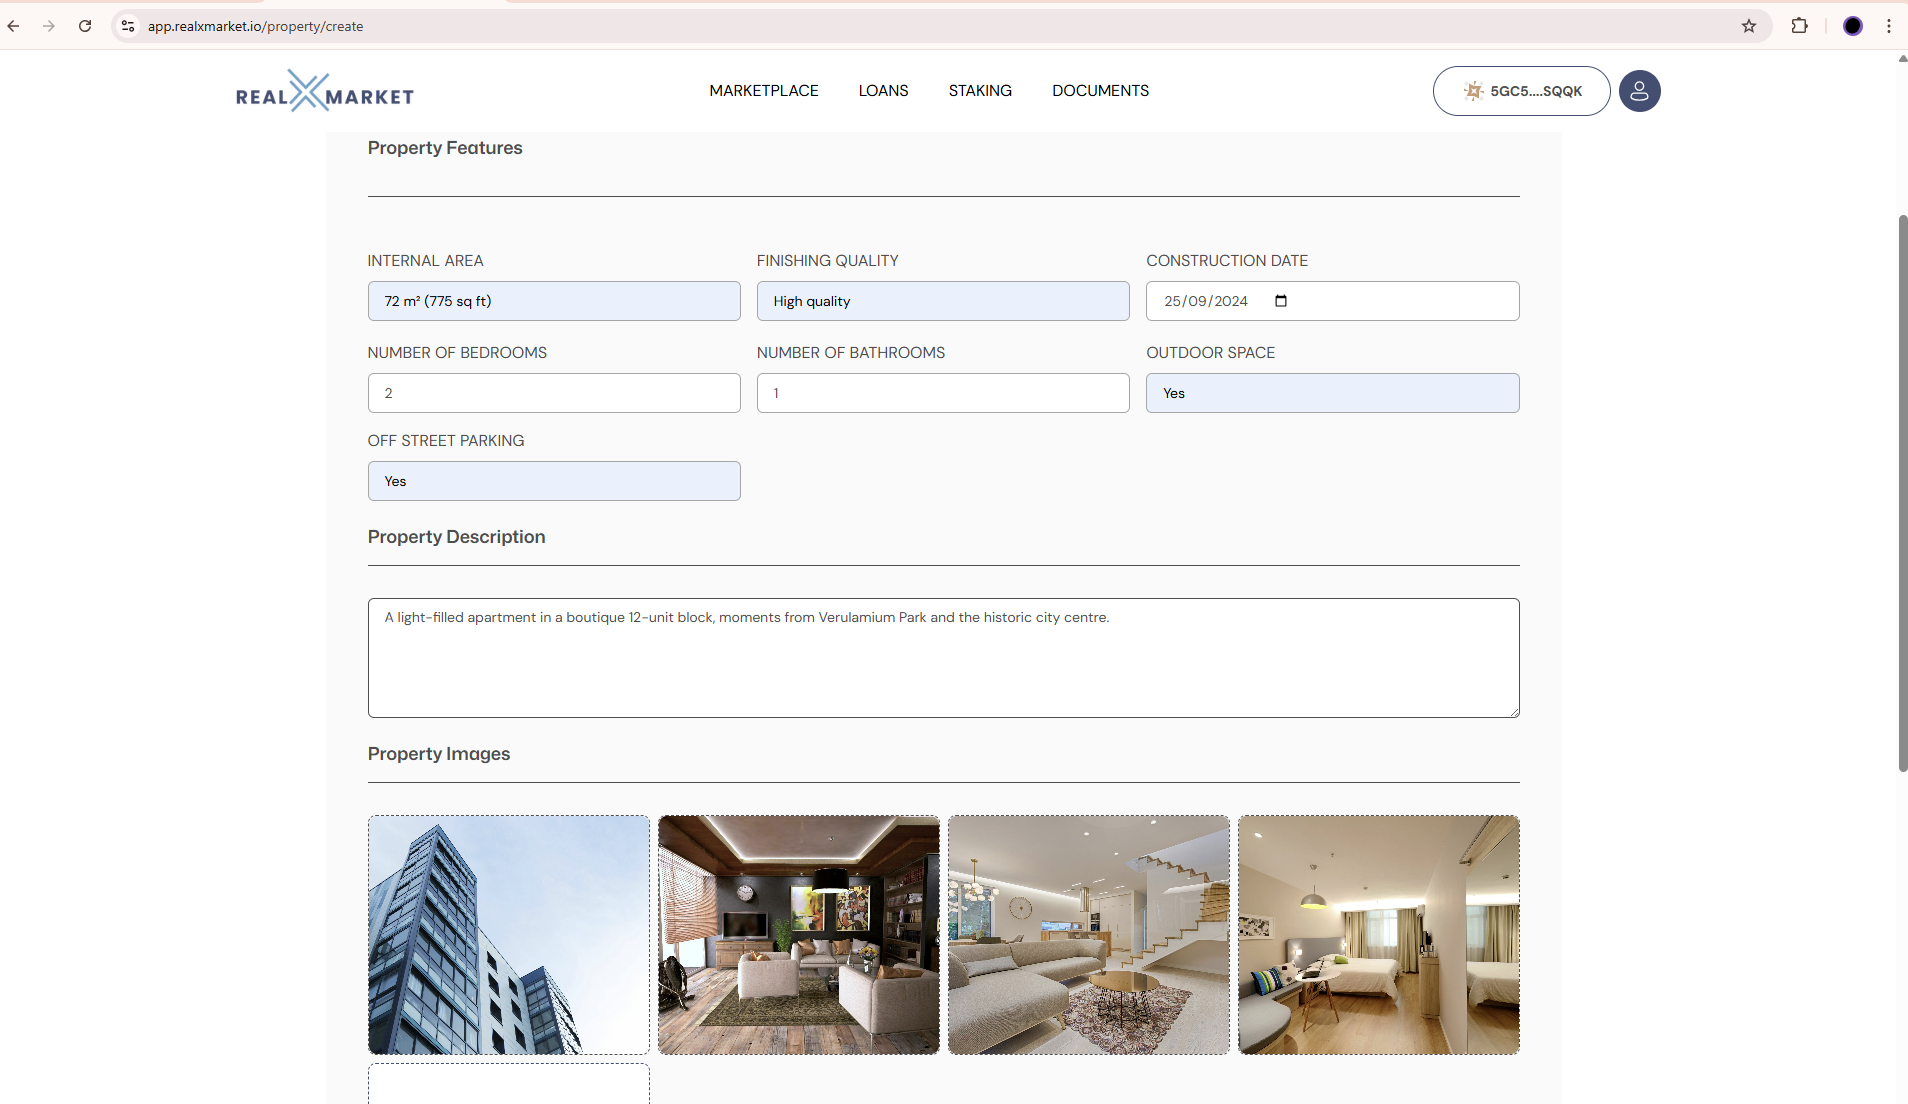 app.realxmarket.io/property/create
REAL MARKET
MARKETPLACE
LOANS
STAKING
DOCUMENTS
5GC5....SQQK
Property Features
INTERNAL AREA
FINISHING QUALITY
CONSTRUCTION DATE
72 m² (775 sq ft)
High quality
25/09/2024
NUMBER OF BEDROOMS
NUMBER OF BATHROOMS
OUTDOOR SPACE
2
1
Yes
OFF STREET PARKING
Yes
Property Description
A light-filled apartment in a boutique 12-unit block, moments from Verulamium Park and the historic city centre.
Property Images